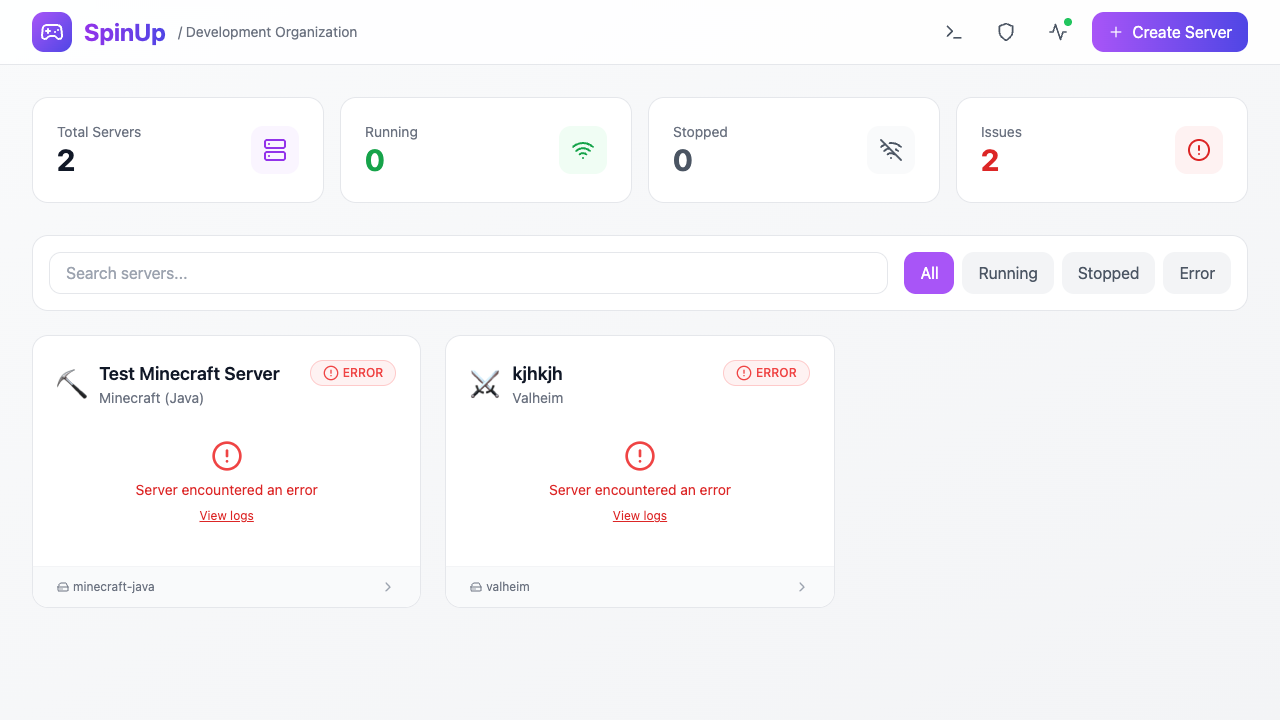 SpinUp / Development Organization
Create Server
Total Servers
2
Running
0
Stopped
0
Issues
2
Search servers...
All
Running
Stopped
Error
Test Minecraft Server
ERROR
Minecraft (Java)
Server encountered an error
View logs
minecraft-java
kjhkjh
ERROR
Valheim
Server encountered an error
View logs
valheim